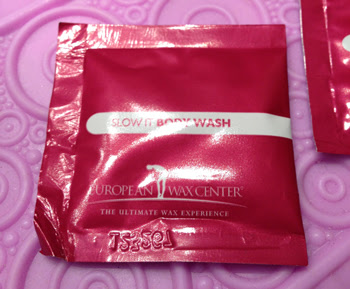 SLOW IT BODY WASH
EUROPEAN WAX CENTER
THE ULTIMATE WAX EXPERIENCE